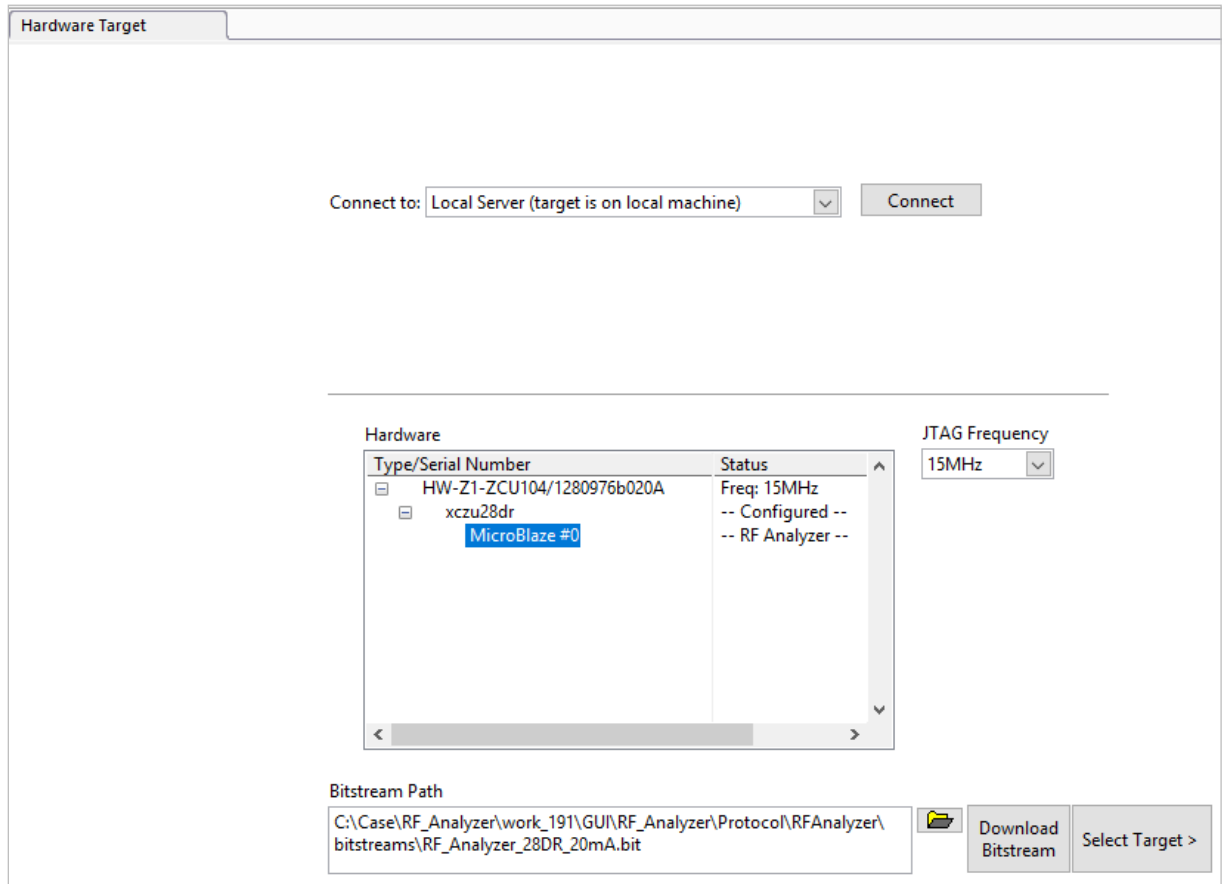 Hardware Target
Connect to: Local Server (target is on local machine) Connect
Hardware
JTAG Frequency
Type/Serial Number Status
15MHz
HW-Z1-ZCU104/1280976b020A Freq: 15MHz
xczu28dr -- Configured --
MicroBlaze #0 -- RF Analyzer --
Bitstream Path
C:\Case\RF_Analyzer\work_191\GUI\RF_Analyzer\Protocol\RFAnalyzer\
bitstreams\RF_Analyzer_28DR_20mA.bit
Download
Bitstream
Select Target >